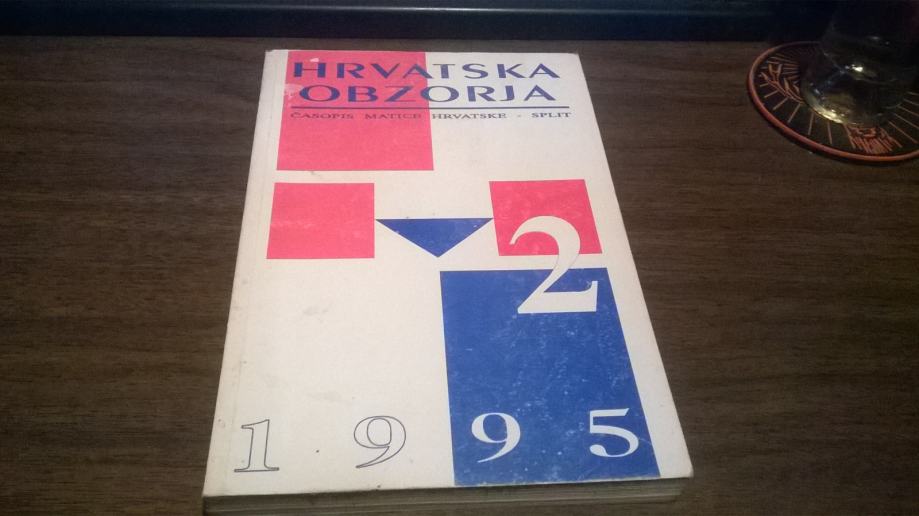 HRVATSKA
OBZORJA
ČASOPIS MATICE HRVATSKE - SPLIT
2
1995